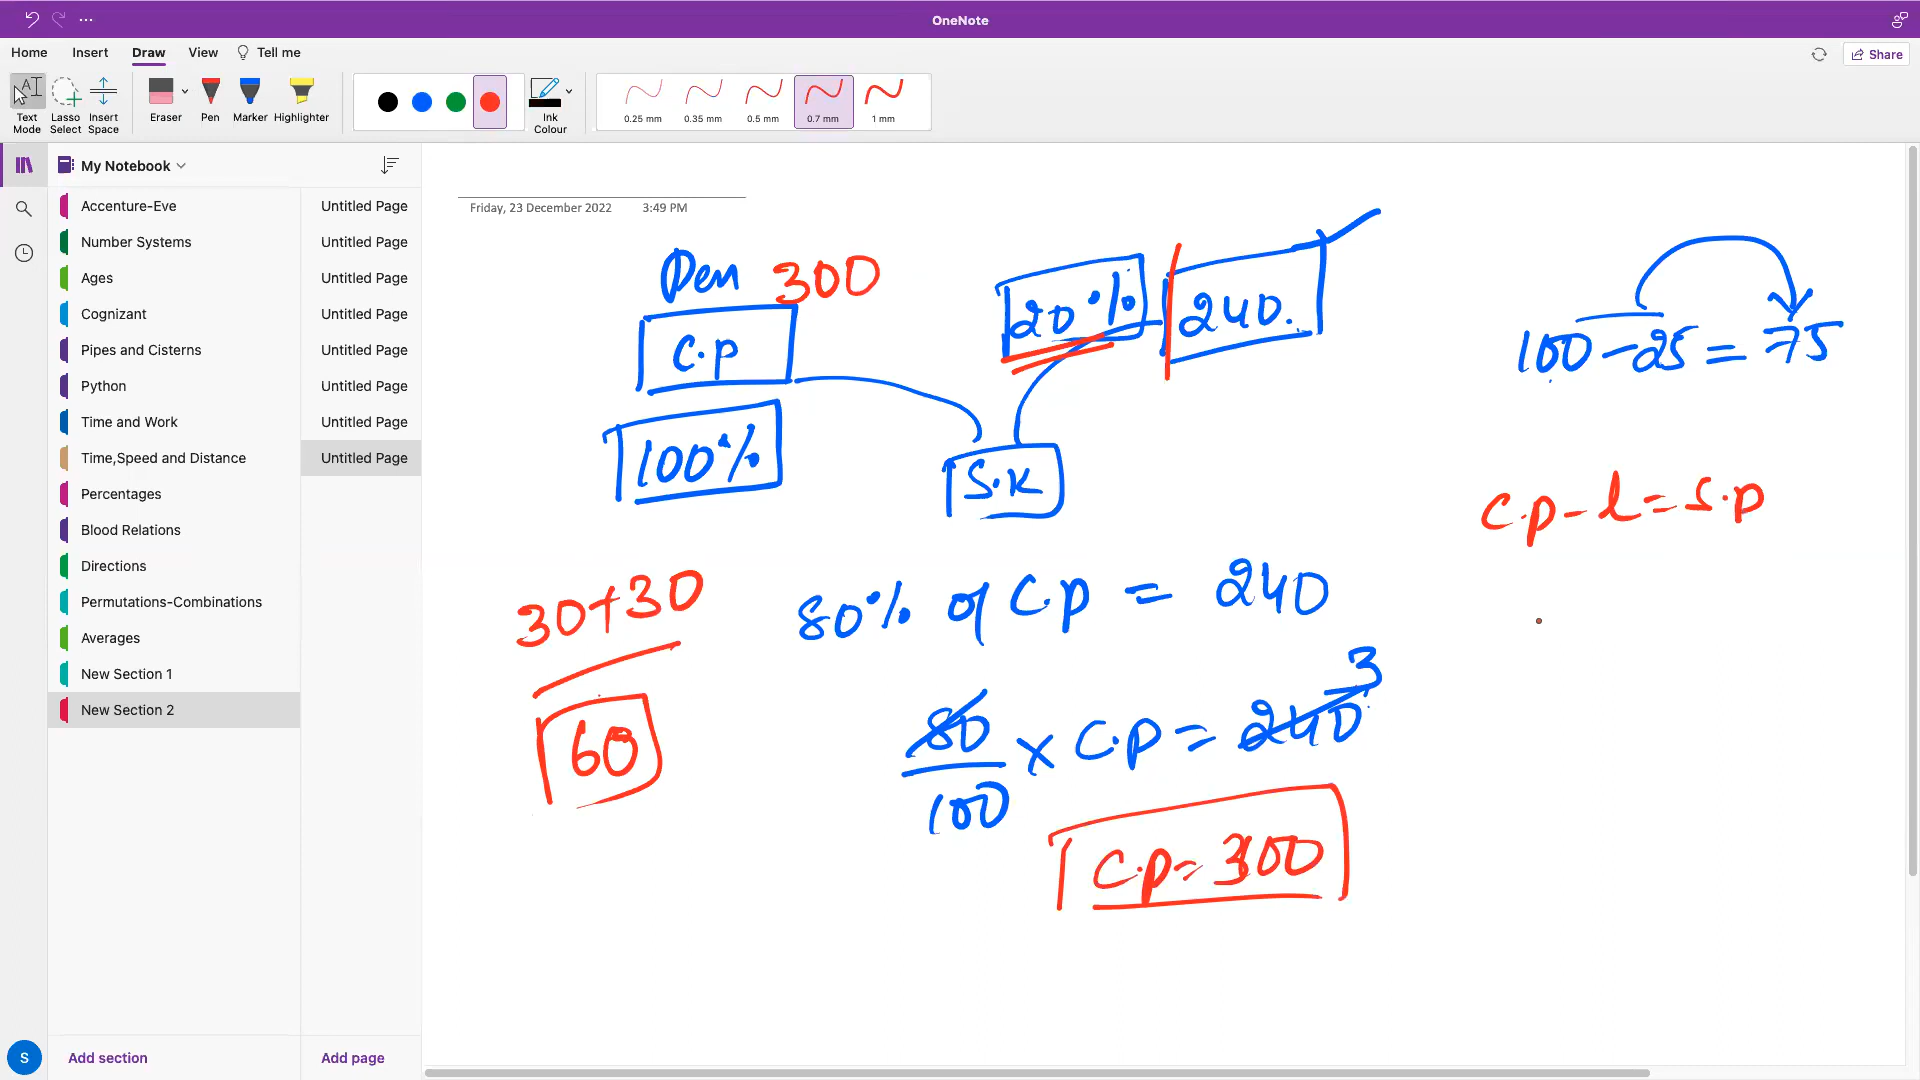 OneNote
Home Insert Draw View Tell me Share
Text Mode Lasso Select Insert Space Eraser Pen Marker Highlighter Ink Colour 0.25 mm 0.35 mm 0.5 mm 0.7 mm 1 mm
My Notebook
Accenture-Eve
Number Systems
Ages
Cognizant
Pipes and Cisterns
Python
Time and Work
Time,Speed and Distance
Percentages
Blood Relations
Directions
Permutations-Combinations
Averages
New Section 1
New Section 2
Untitled Page
Untitled Page
Untitled Page
Untitled Page
Untitled Page
Untitled Page
Untitled Page
Untitled Page
S Add section Add page
Friday, 23 December 2022 3:49 PM
Pen 300
C.P
100%
20% 240.
S.K
100-25=75
C.P-l=S.P
30+30
60
80% of C.P = 240
80/100 x C.P = 240 3
C.P=300